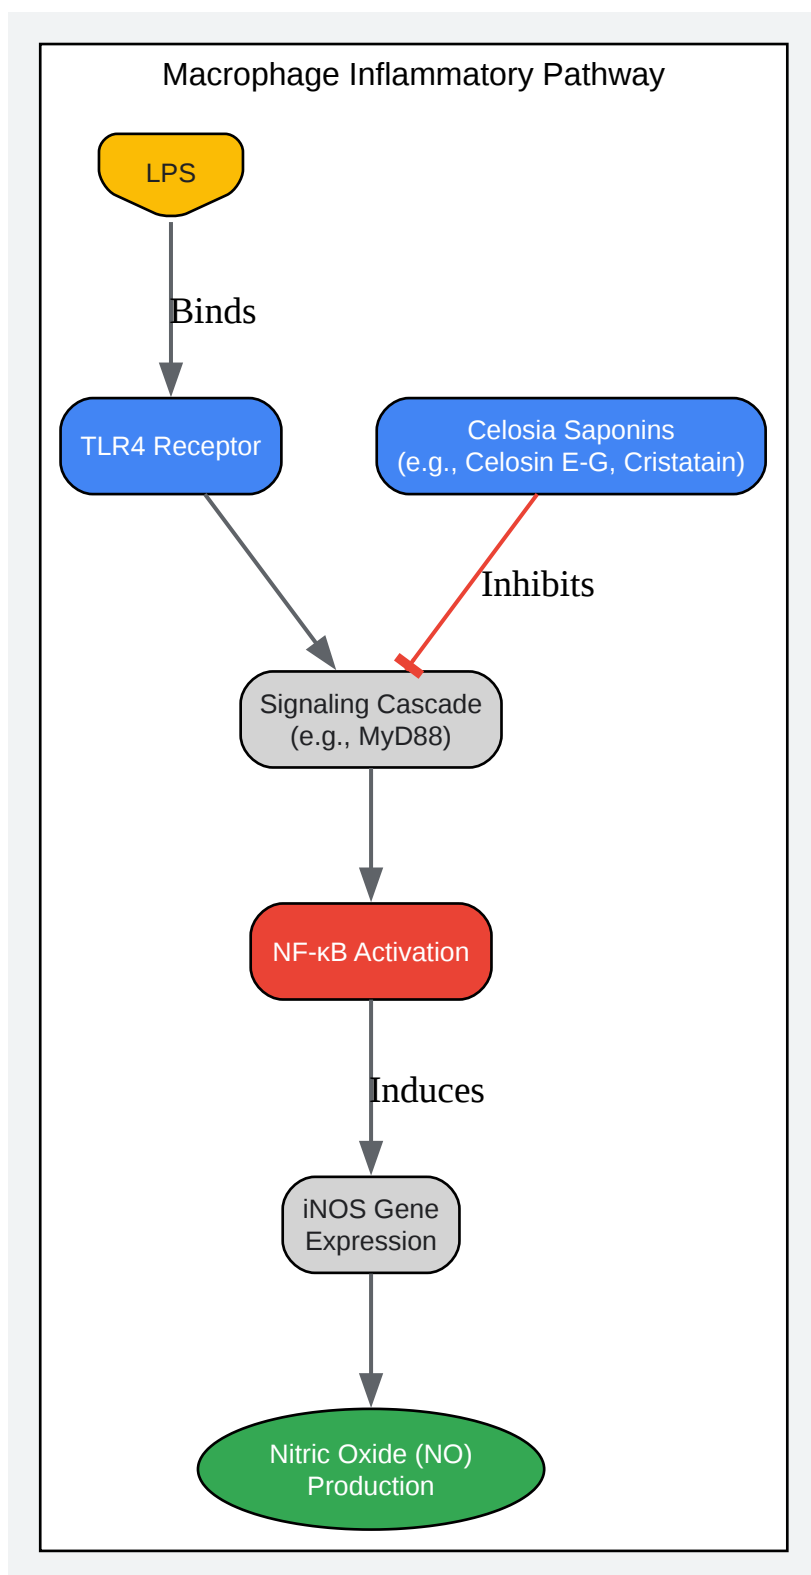 Macrophage Inflammatory Pathway
LPS
Binds
TLR4 Receptor
Celosia Saponins
(e.g., Celosin E-G, Cristatain)
Inhibits
Signaling Cascade
(e.g., MyD88)
NF-κB Activation
Induces
iNOS Gene
Expression
Nitric Oxide (NO)
Production